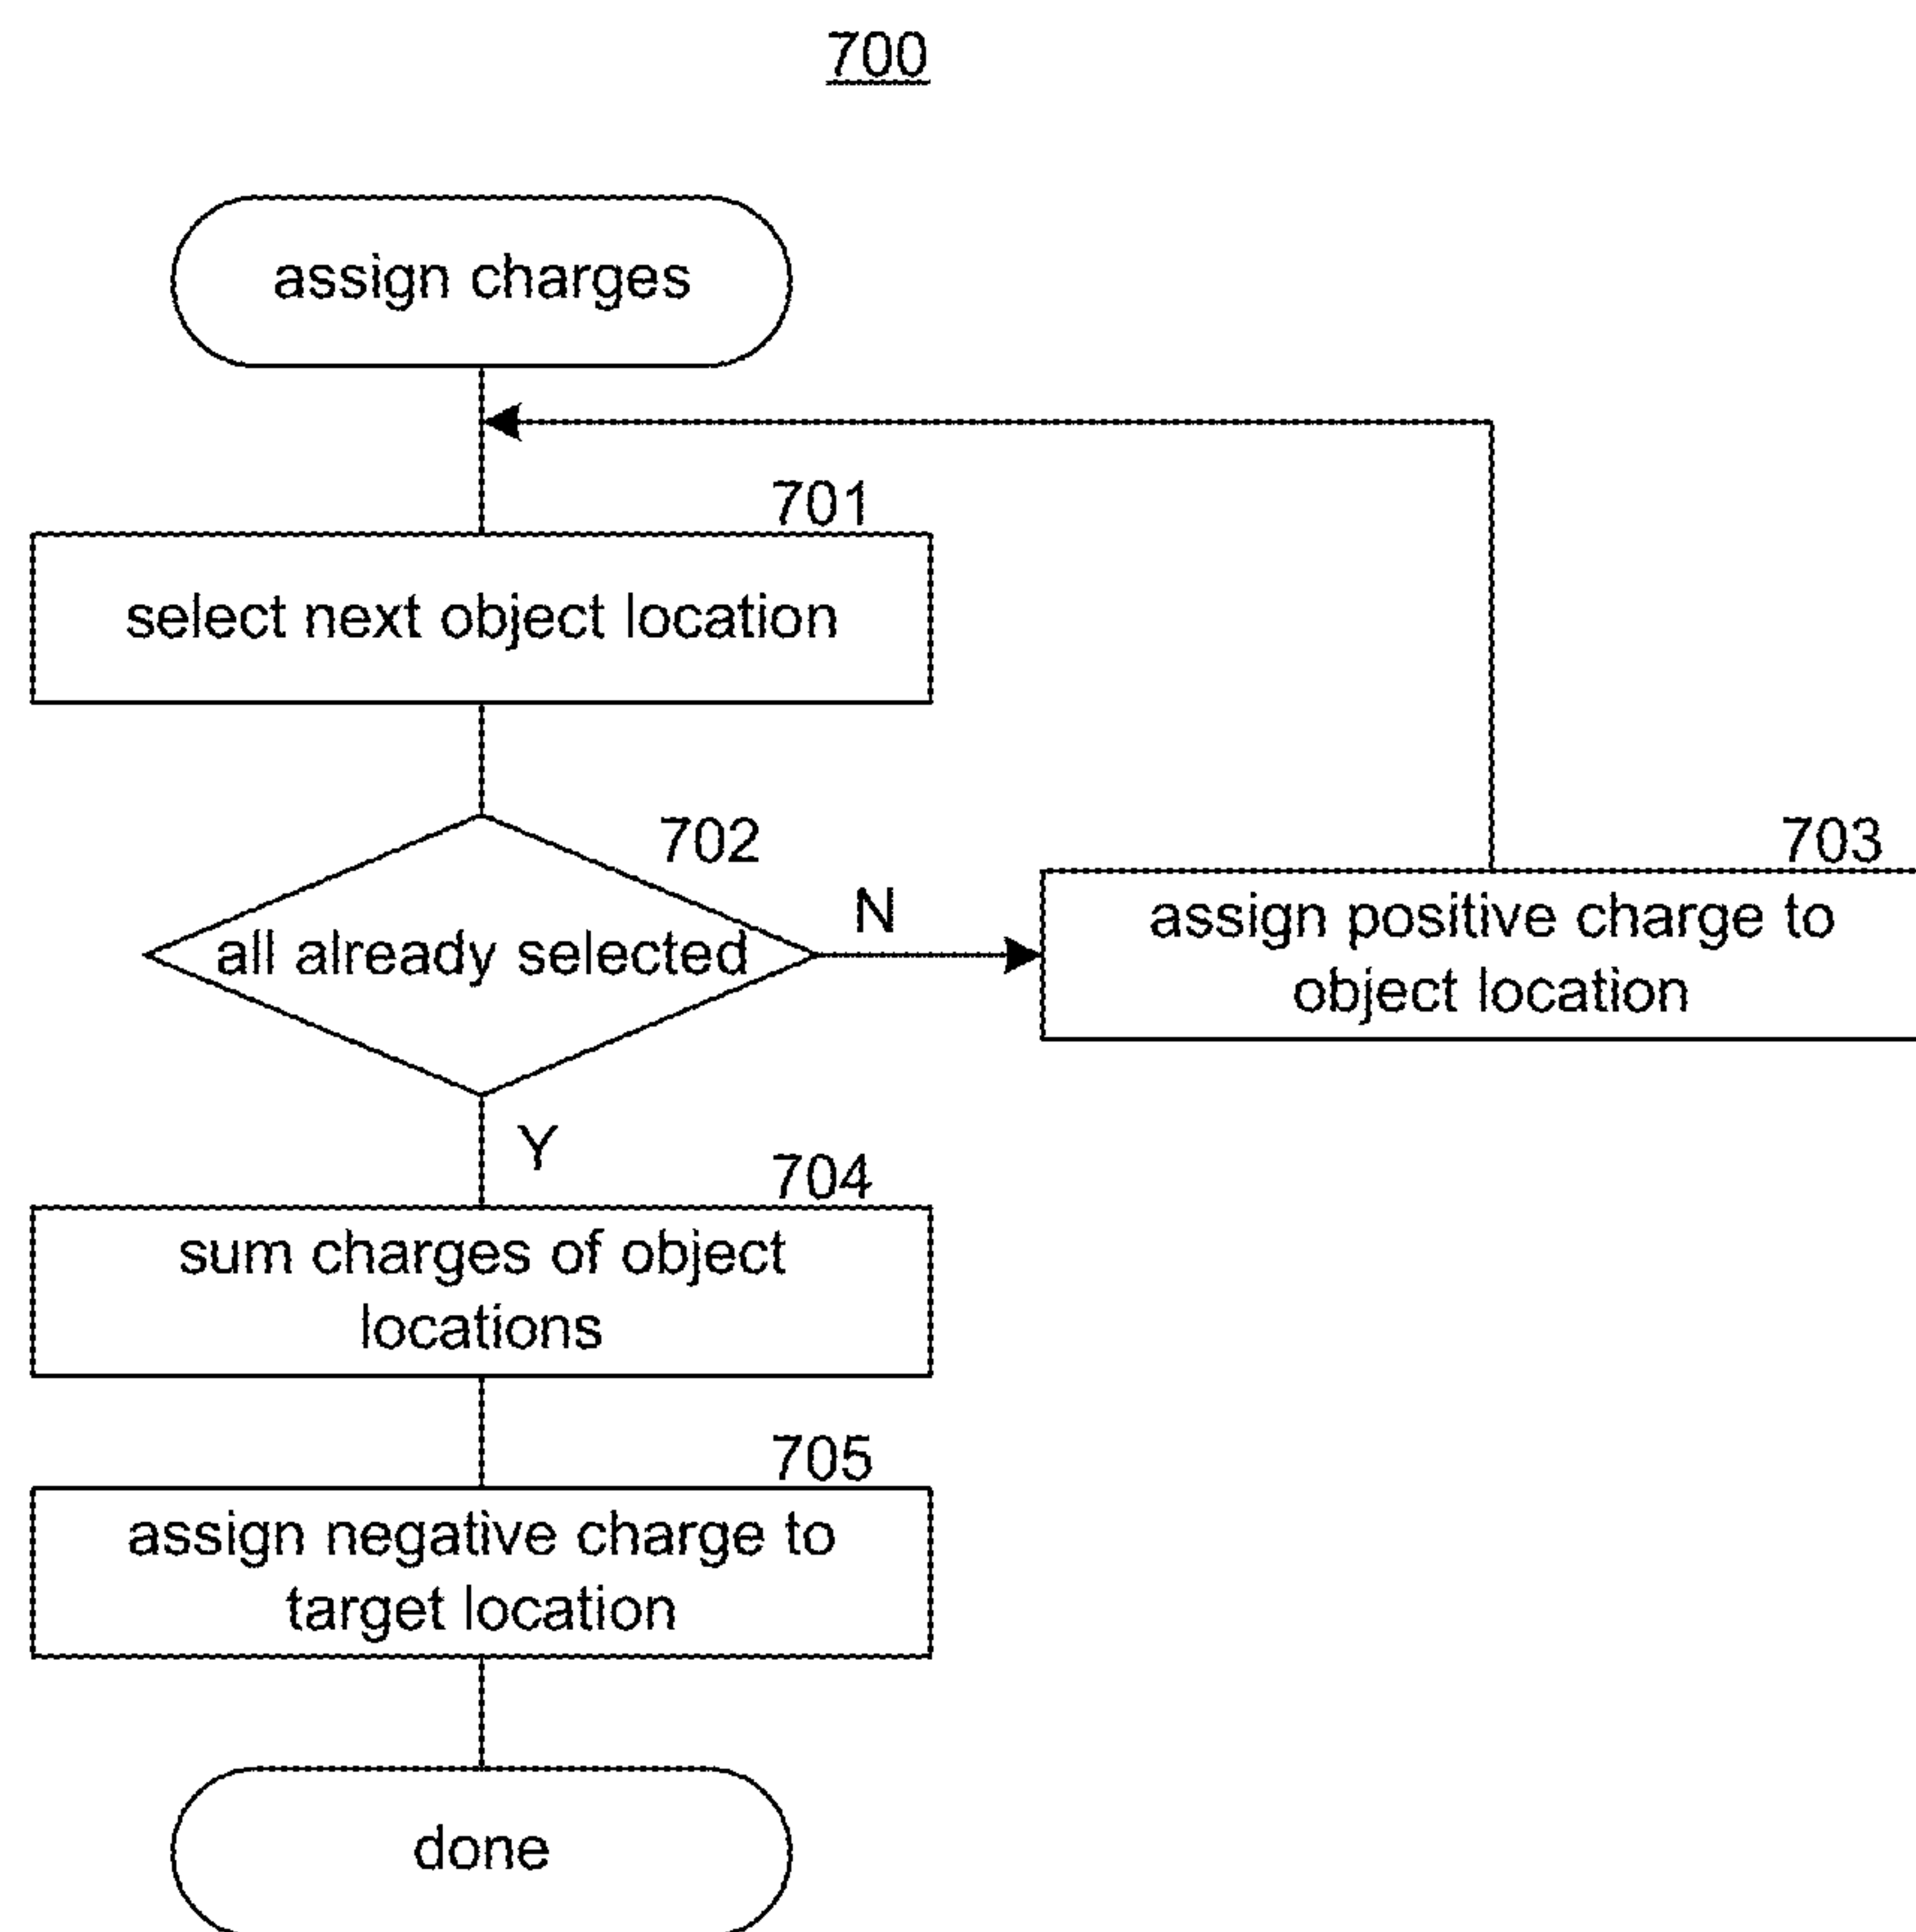 700
assign charges
701
select next object location
702
all already selected
N
703
assign positive charge to
object location
Y
704
sum charges of object
locations
705
assign negative charge to
target location
done